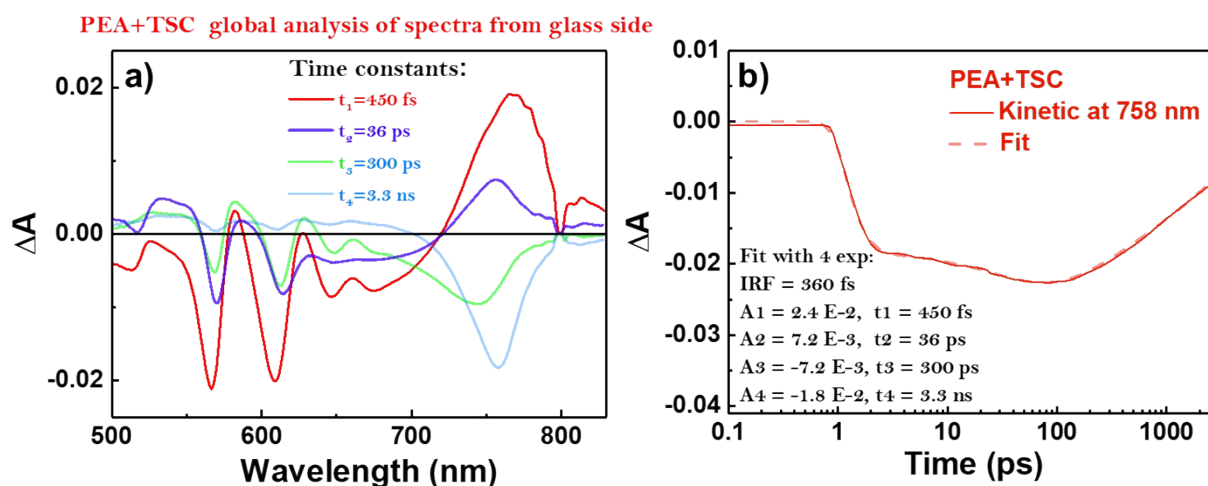 PEA+TSC global analysis of spectra from glass side
a)
Time constants:
t₁=450 fs
t₂=36 ps
t₃=300 ps
t₄=3.3 ns
0.02
0.00
-0.02
ΔA
500
600
700
800
Wavelength (nm)
b)
PEA+TSC
Kinetic at 758 nm
Fit
0.01
0.00
-0.01
-0.02
-0.03
-0.04
ΔA
Fit with 4 exp:
IRF = 360 fs
A1 = 2.4 E-2, t1 = 450 fs
A2 = 7.2 E-3, t2 = 36 ps
A3 = -7.2 E-3, t3 = 300 ps
A4 = -1.8 E-2, t4 = 3.3 ns
0.1
1
10
100
1000
Time (ps)